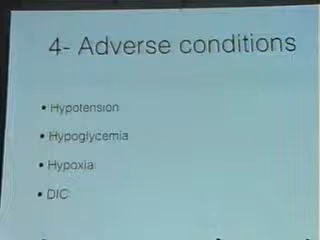 4- Adverse conditions
• Hypotension
• Hypoglycemia
• Hypoxia
• DIC